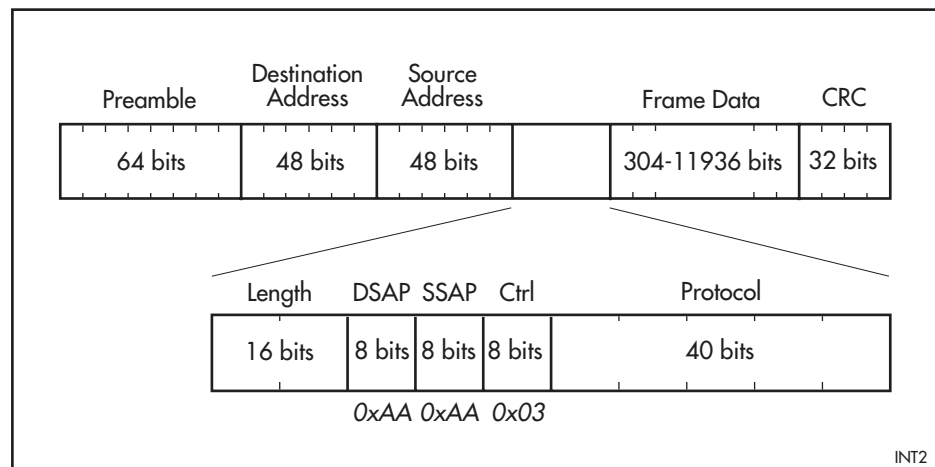 Preamble
Destination
Address
Source
Address
Frame Data
CRC
64 bits
48 bits
48 bits
304-11936 bits
32 bits
Length
DSAP
SSAP
Ctrl
Protocol
16 bits
8 bits
8 bits
8 bits
40 bits
0xAA
0xAA
0x03
INT2